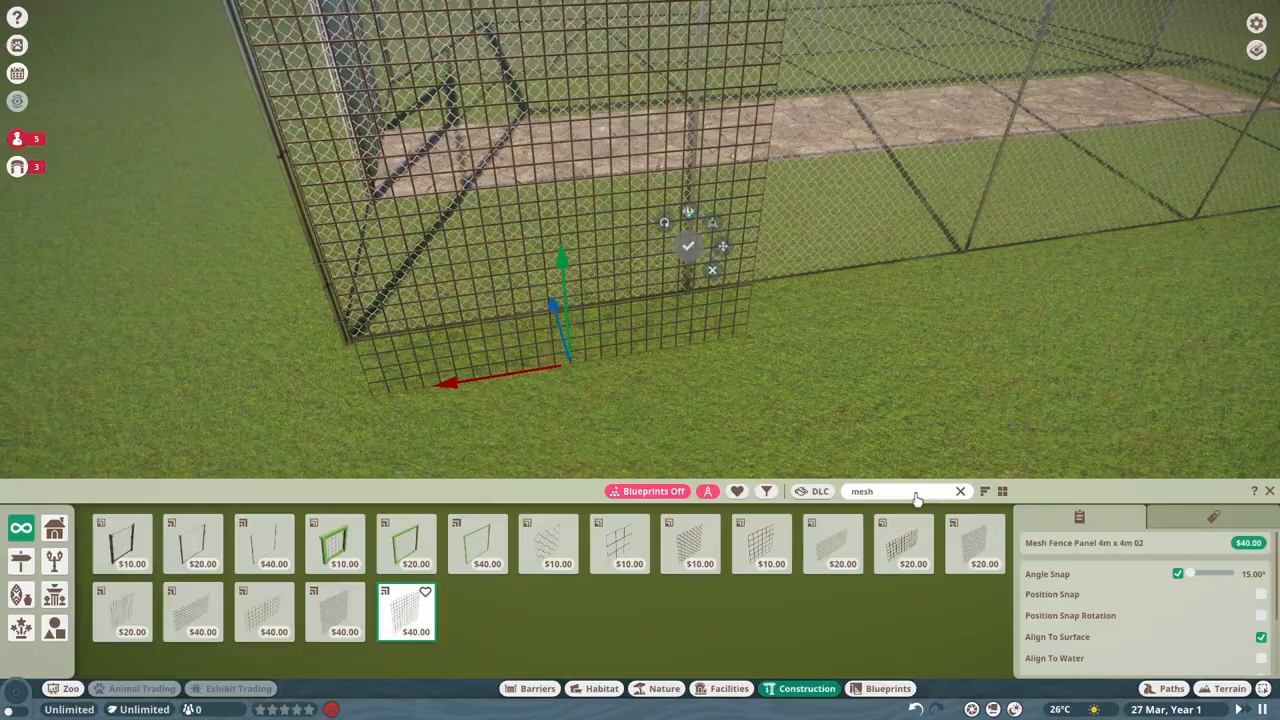 ?
5
3
Blueprints Off
DLC
mesh
? ×
$10.00 $20.00 $40.00 $10.00 $20.00 $40.00 $10.00 $10.00 $10.00 $10.00 $20.00 $20.00 $20.00
$20.00 $40.00 $40.00 $40.00 $40.00
Mesh Fence Panel 4m x 4m 02 $40.00
Angle Snap 15.00°
Position Snap
Position Snap Rotation
Align To Surface
Align To Water
Zoo Animal Trading Exhibit Trading Barriers Habitat Nature Facilities Construction Blueprints Paths Terrain
Unlimited Unlimited 0 26°C 27 Mar, Year 1